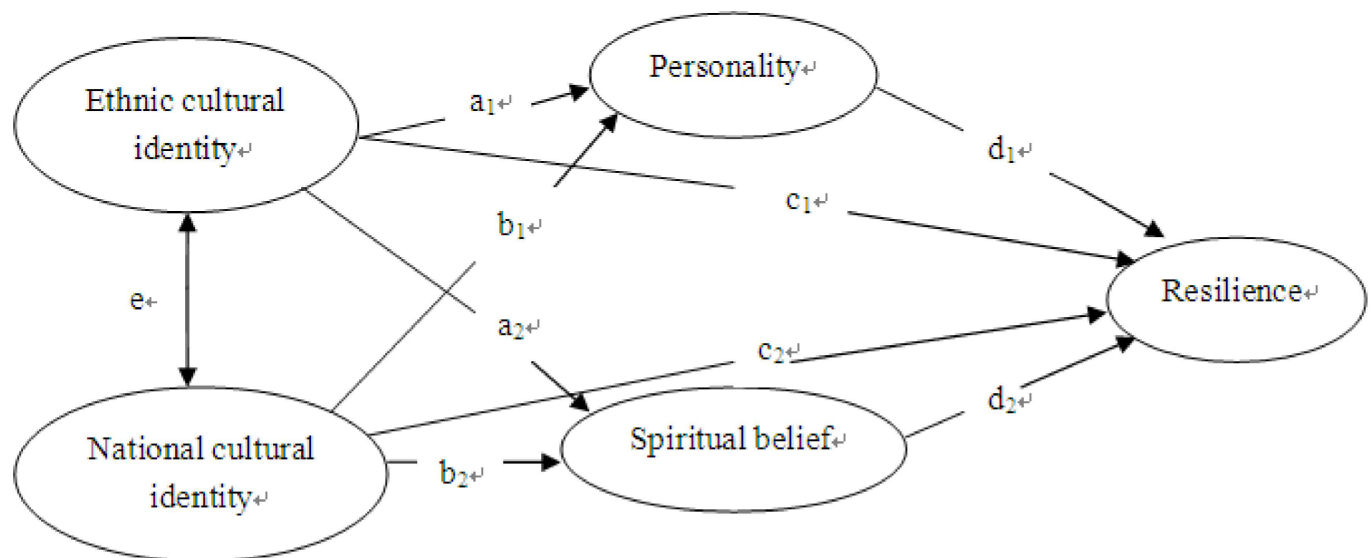 Personality↵
Ethnic cultural
identity↵
a₁↵
d₁↵
c₁↵
b₁↵
Resilience↵
e↵
a₂↵
c₂↵
d₂↵
Spiritual belief↵
National cultural
identity↵
b₂↵